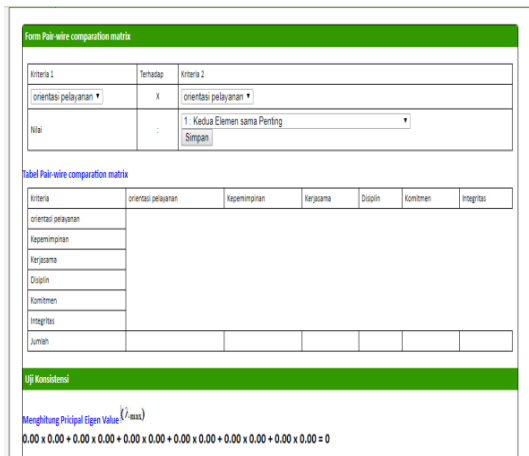 Form Pair-wire comparation matrix
Kriteria 1 Terhadap Kriteria 2
orientasi pelayanan X orientasi pelayanan
Nilai : 1 : Kedua Elemen sama Penting
Simpan
Tabel Pair-wire comparation matrix
Kriteria orientasi pelayanan Kepemimpinan Kerjasama Disiplin Komitmen Integritas
orientasi pelayanan
Kepemimpinan
Kerjasama
Disiplin
Komitmen
Integritas
Jumlah
Uji Konsistensi
Menghitung Pricipal Eigen Value (λ max)
0.00 x 0.00 + 0.00 x 0.00 + 0.00 x 0.00 + 0.00 x 0.00 + 0.00 x 0.00 + 0.00 x 0.00 = 0